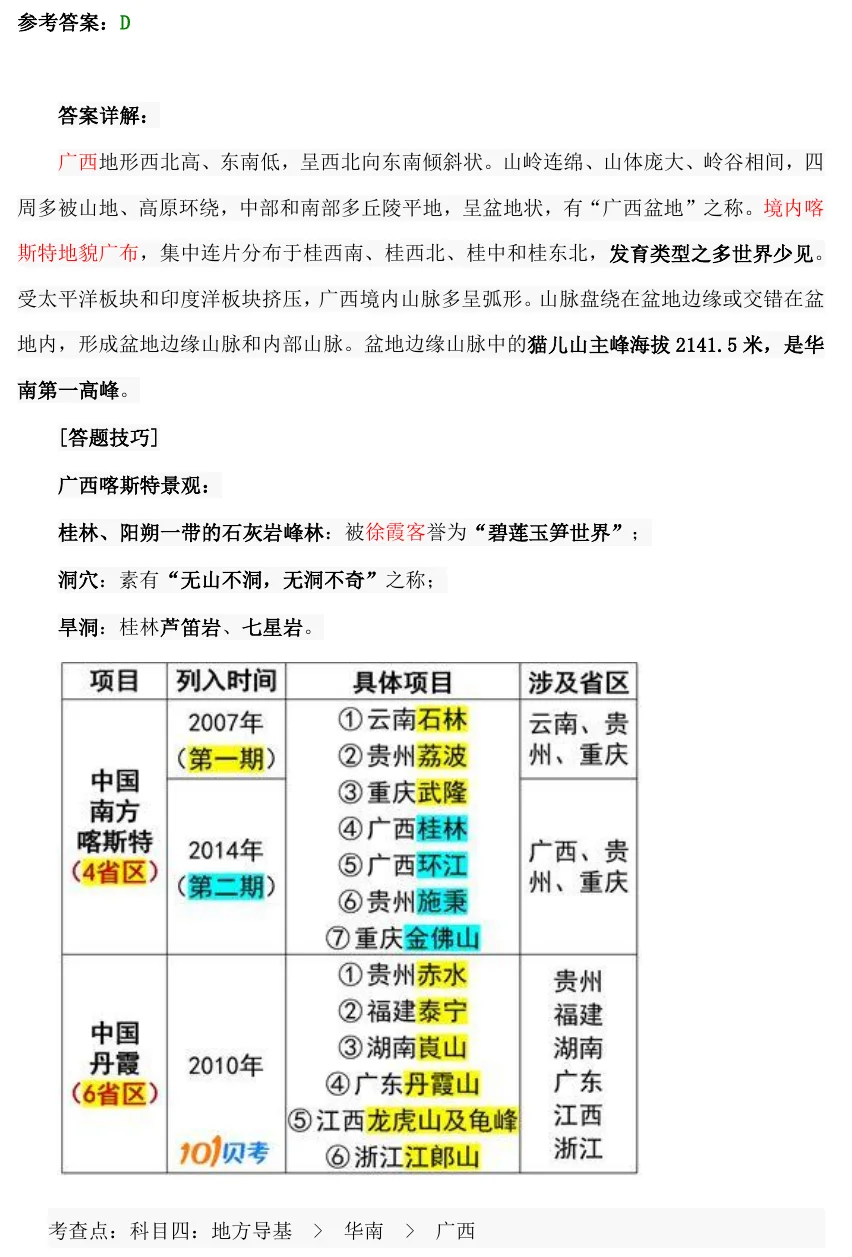 参考答案：D
答案详解：
广西地形西北高、东南低，呈西北向东南倾斜状。山岭连绵、山体庞大、岭谷相间，四
周多被山地、高原环绕，中部和南部多丘陵平地，呈盆地状，有“广西盆地”之称。境内喀
斯特地貌广布，集中连片分布于桂西南、桂西北、桂中和桂东北，发育类型之多世界少见。
受太平洋板块和印度洋板块挤压，广西境内山脉多呈弧形。山脉盘绕在盆地边缘或交错在盆
地内，形成盆地边缘山脉和内部山脉。盆地边缘山脉中的猫儿山主峰海拔 2141.5 米，是华
南第一高峰。
[答题技巧]
广西喀斯特景观：
桂林、阳朔一带的石灰岩峰林：被徐霞客誉为“碧莲玉笋世界”；
洞穴：素有“无山不洞，无洞不奇”之称；
旱洞：桂林芦笛岩、七星岩。
项目 列入时间 具体项目 涉及省区
中国
南方
喀斯特
（4省区）
2007年
（第一期）
2014年
（第二期）
①云南石林
②贵州荔波
③重庆武隆
④广西桂林
⑤广西环江
⑥贵州施秉
⑦重庆金佛山
云南、贵
州、重庆
广西、贵
州、重庆
中国
丹霞
（6省区）
2010年
101贝考
①贵州赤水
②福建泰宁
③湖南崀山
④广东丹霞山
⑤江西龙虎山及龟峰
⑥浙江江郎山
贵州
福建
湖南
广东
江西
浙江
考查点：科目四：地方导基 > 华南 > 广西